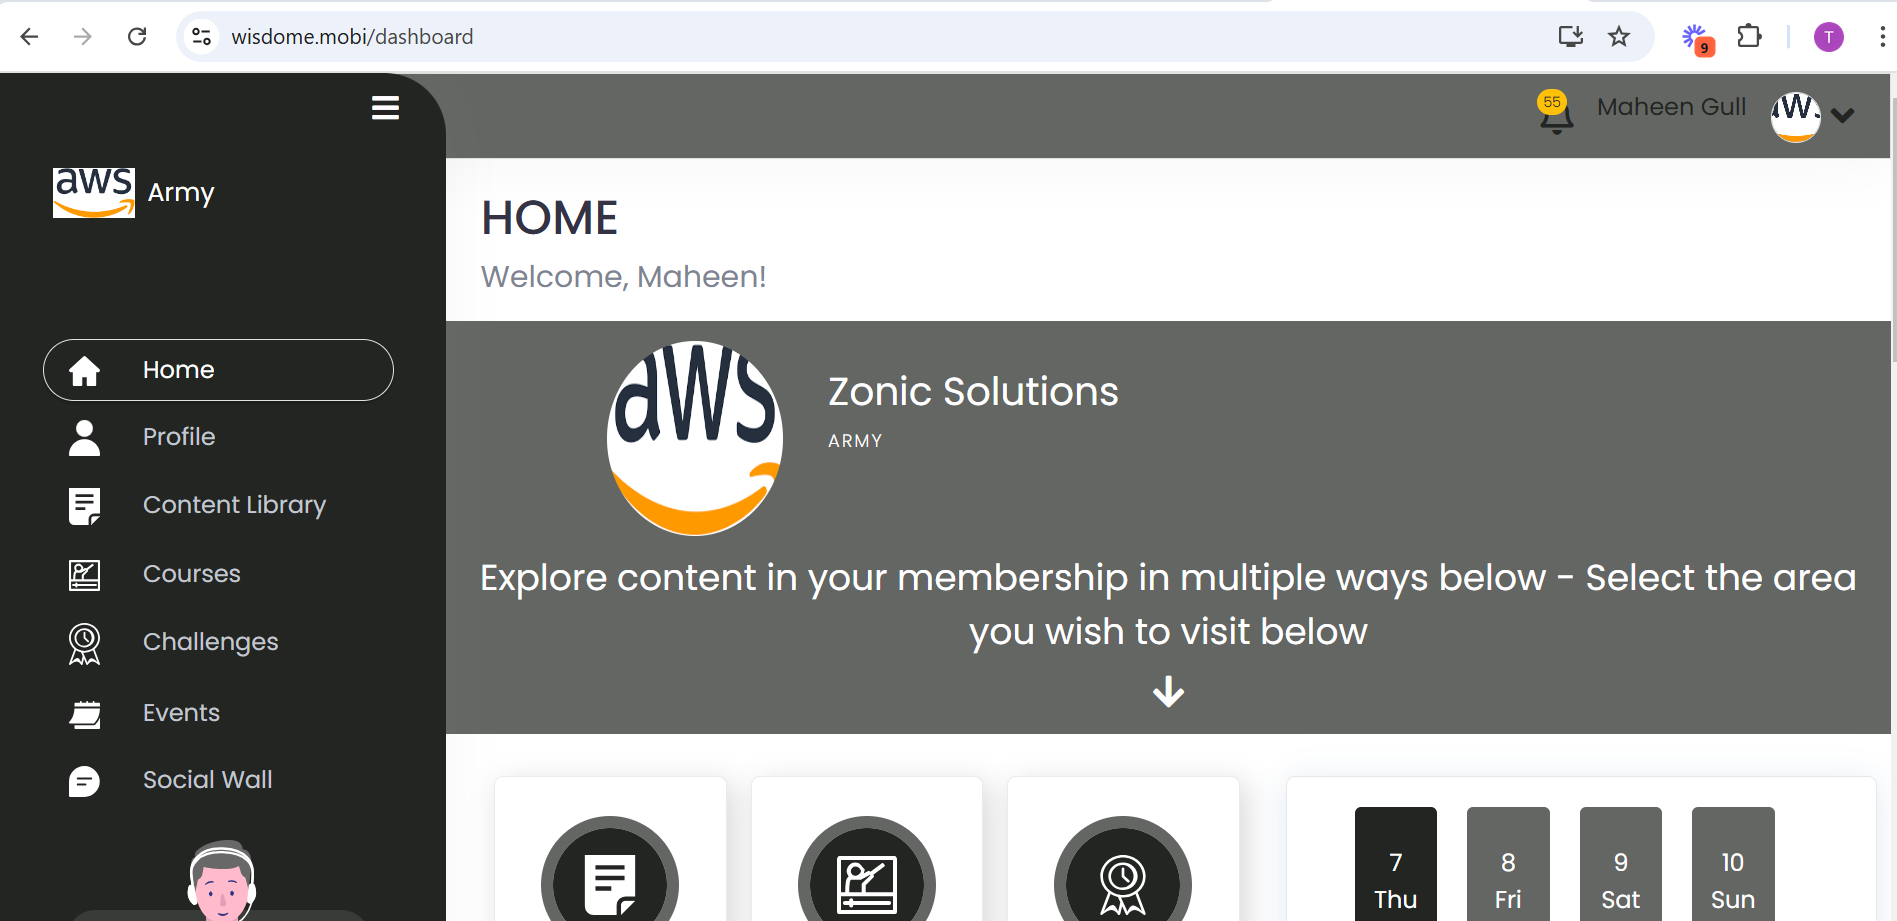 wisdome.mobi/dashboard
9
T
55
Maheen Gull
aws
aws
Army
HOME
Welcome, Maheen!
Home
Profile
Content Library
Courses
Challenges
Events
Social Wall
aws
Zonic Solutions
ARMY
Explore content in your membership in multiple ways below - Select the area
you wish to visit below
7
Thu
8
Fri
9
Sat
10
Sun